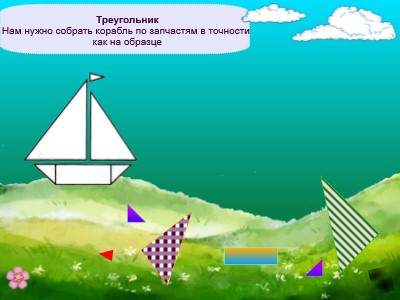 Треугольник
Нам нужно собрать корабль по запчастям в точности
как на образце